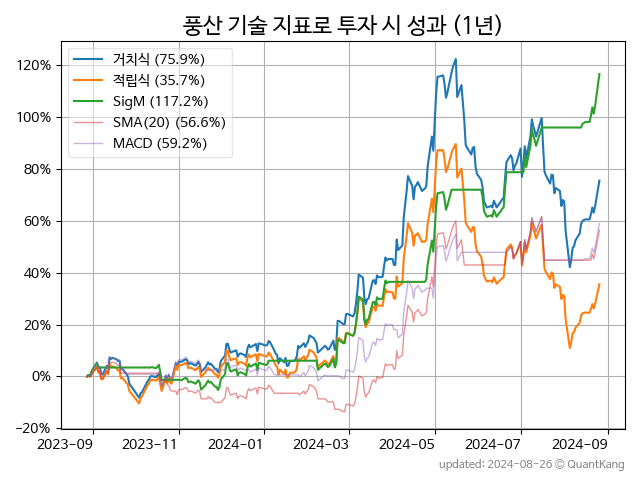 풍산 기술 지표로 투자 시 성과 (1년)
거치식 (75.9%)
적립식 (35.7%)
SigM (117.2%)
SMA(20) (56.6%)
MACD (59.2%)
120%
100%
80%
60%
40%
20%
0%
−20%
2023-09 2023-11 2024-01 2024-03 2024-05 2024-07 2024-09
updated: 2024-08-26 © QuantKang